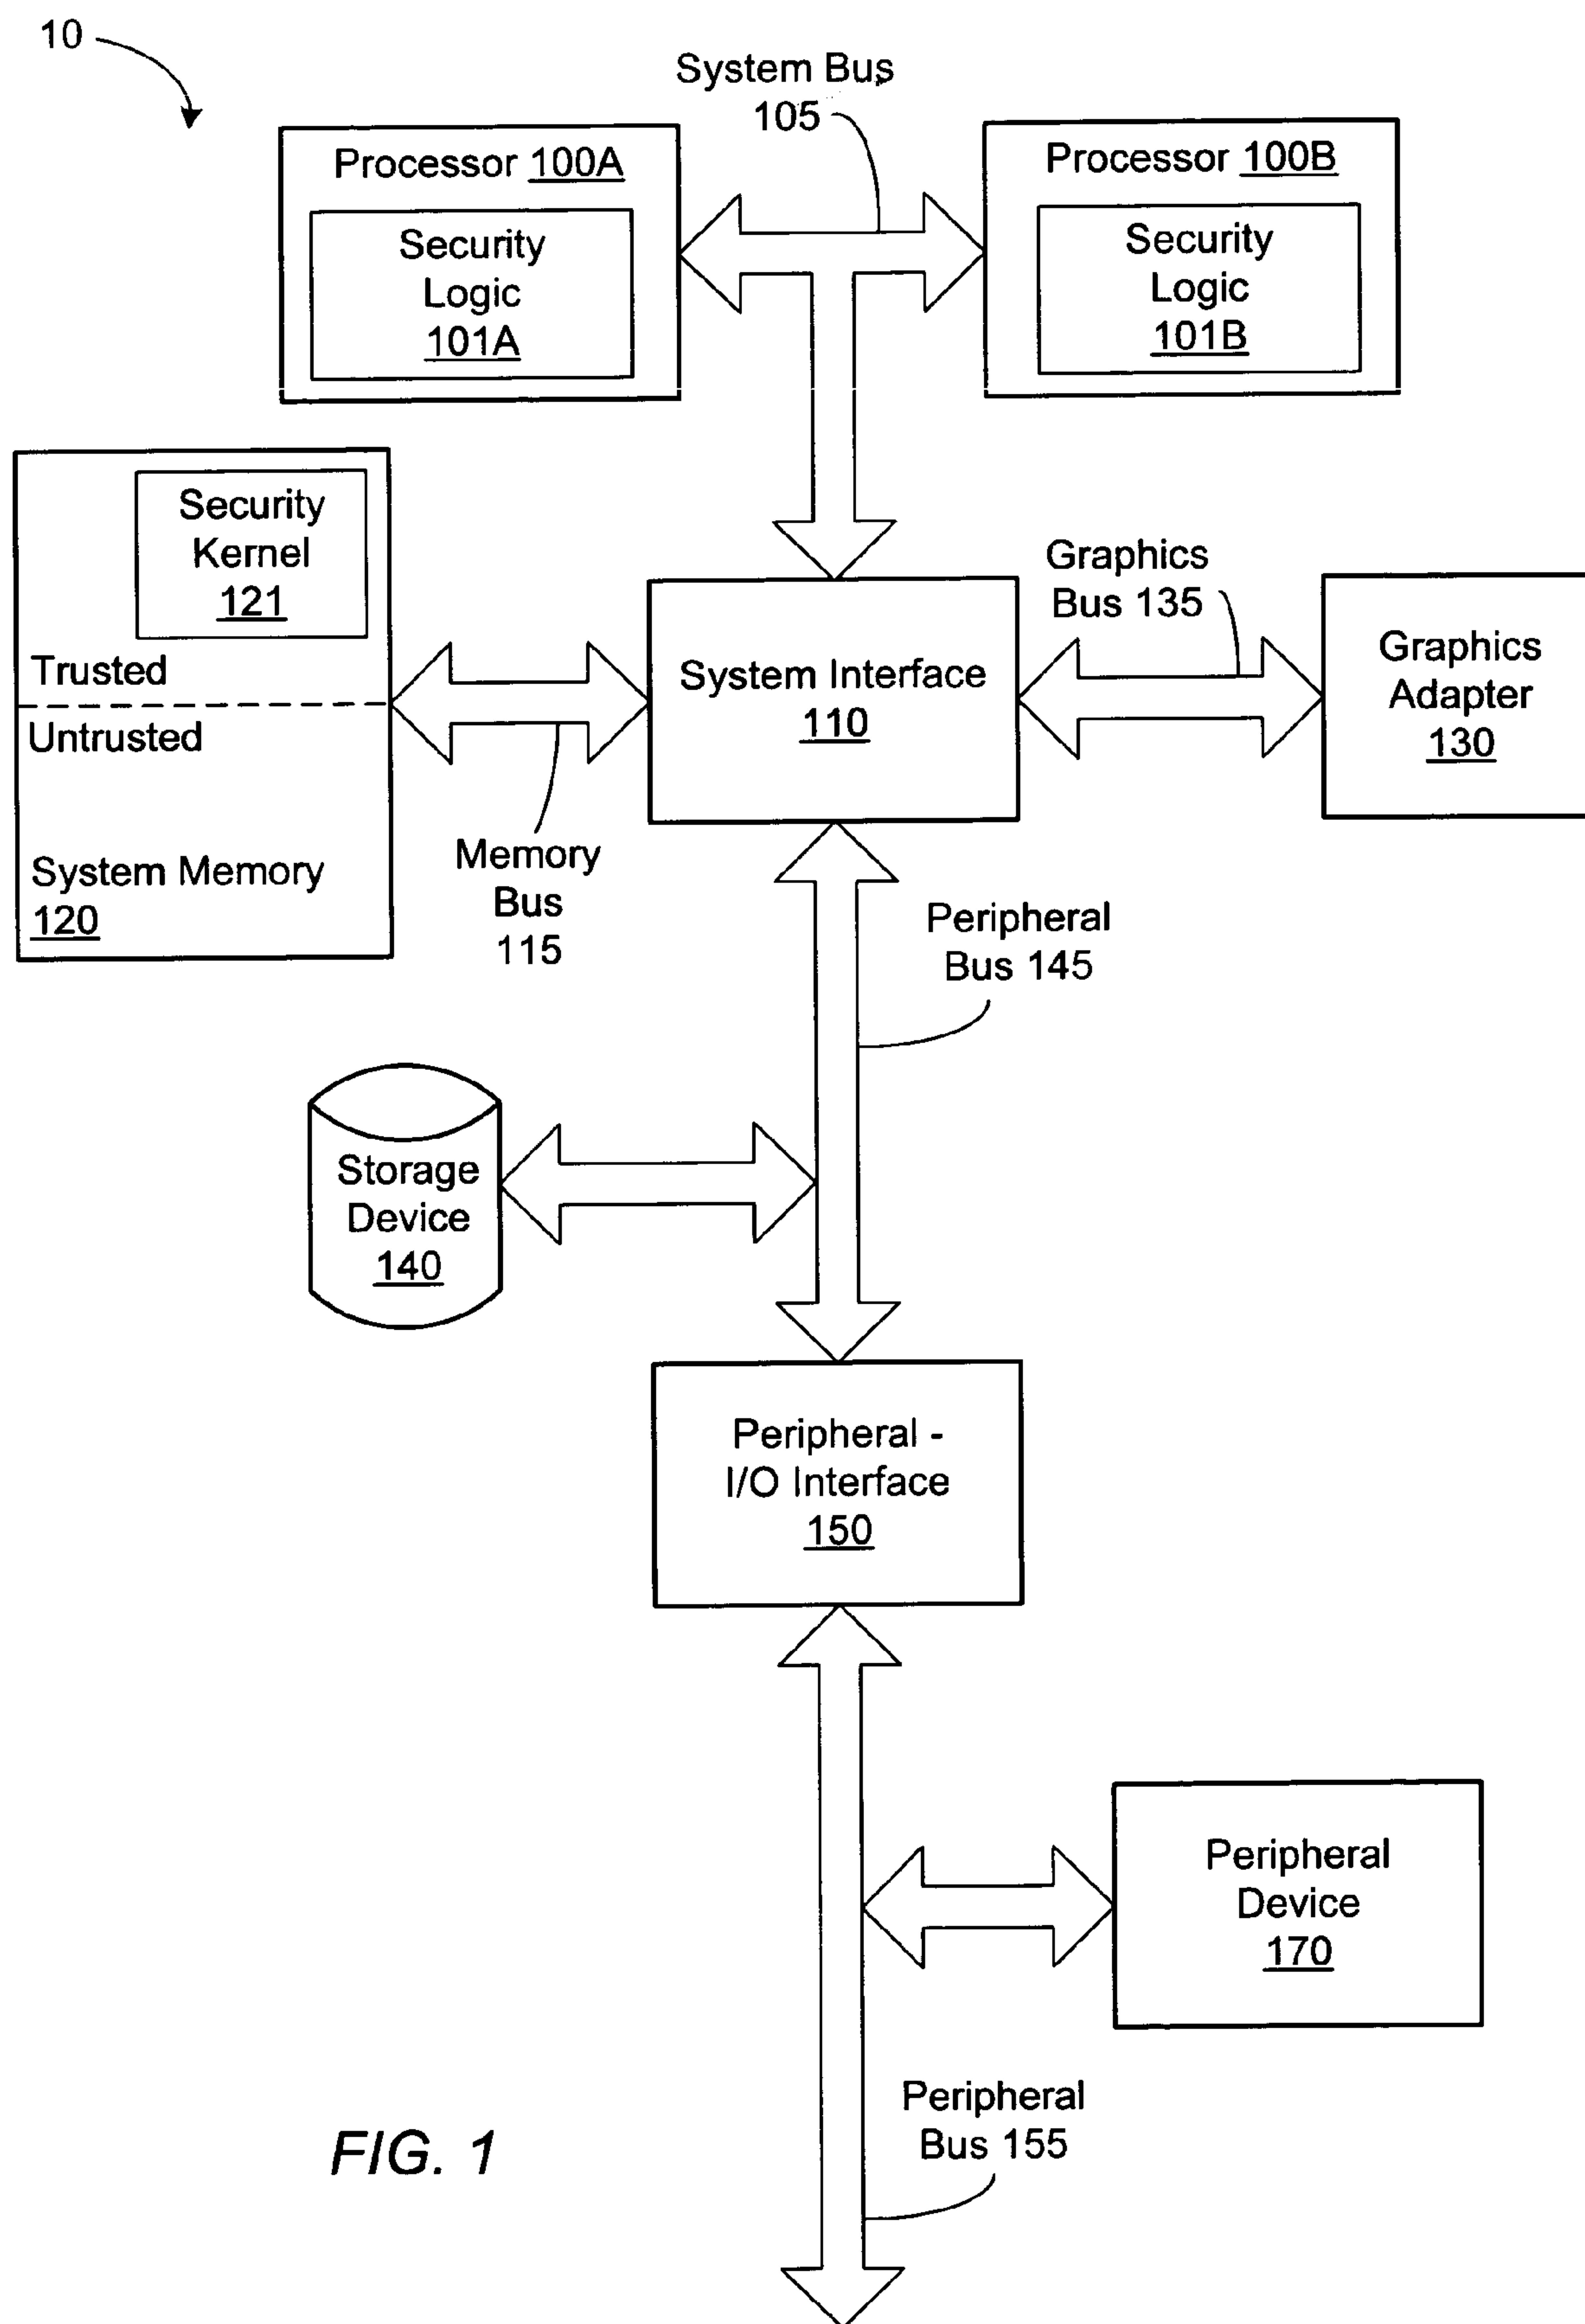 10
System Bus
105
Processor 100A
Security
Logic
101A
Processor 100B
Security
Logic
101B
Security
Kernel
121
Trusted
Untrusted
System Memory
120
Memory
Bus
115
System Interface
110
Graphics
Bus 135
Graphics
Adapter
130
Peripheral
Bus 145
Storage
Device
140
Peripheral -
I/O Interface
150
Peripheral
Device
170
Peripheral
Bus 155
FIG. 1